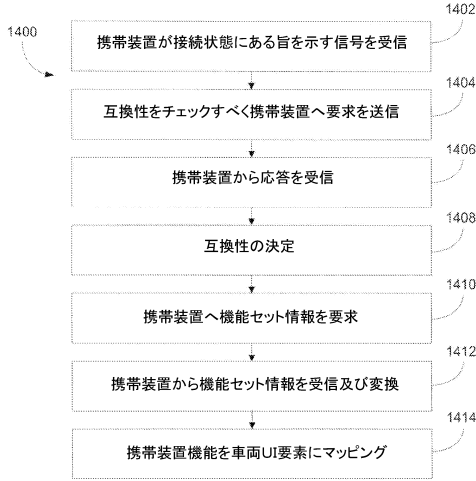 1400
1402
携帯装置が接続状態にある旨を示す信号を受信
1404
互換性をチェックすべく携帯装置へ要求を送信
1406
携帯装置から応答を受信
1408
互換性の決定
1410
携帯装置へ機能セット情報を要求
1412
携帯装置から機能セット情報を受信及び変換
1414
携帯装置機能を車両UI要素にマッピング